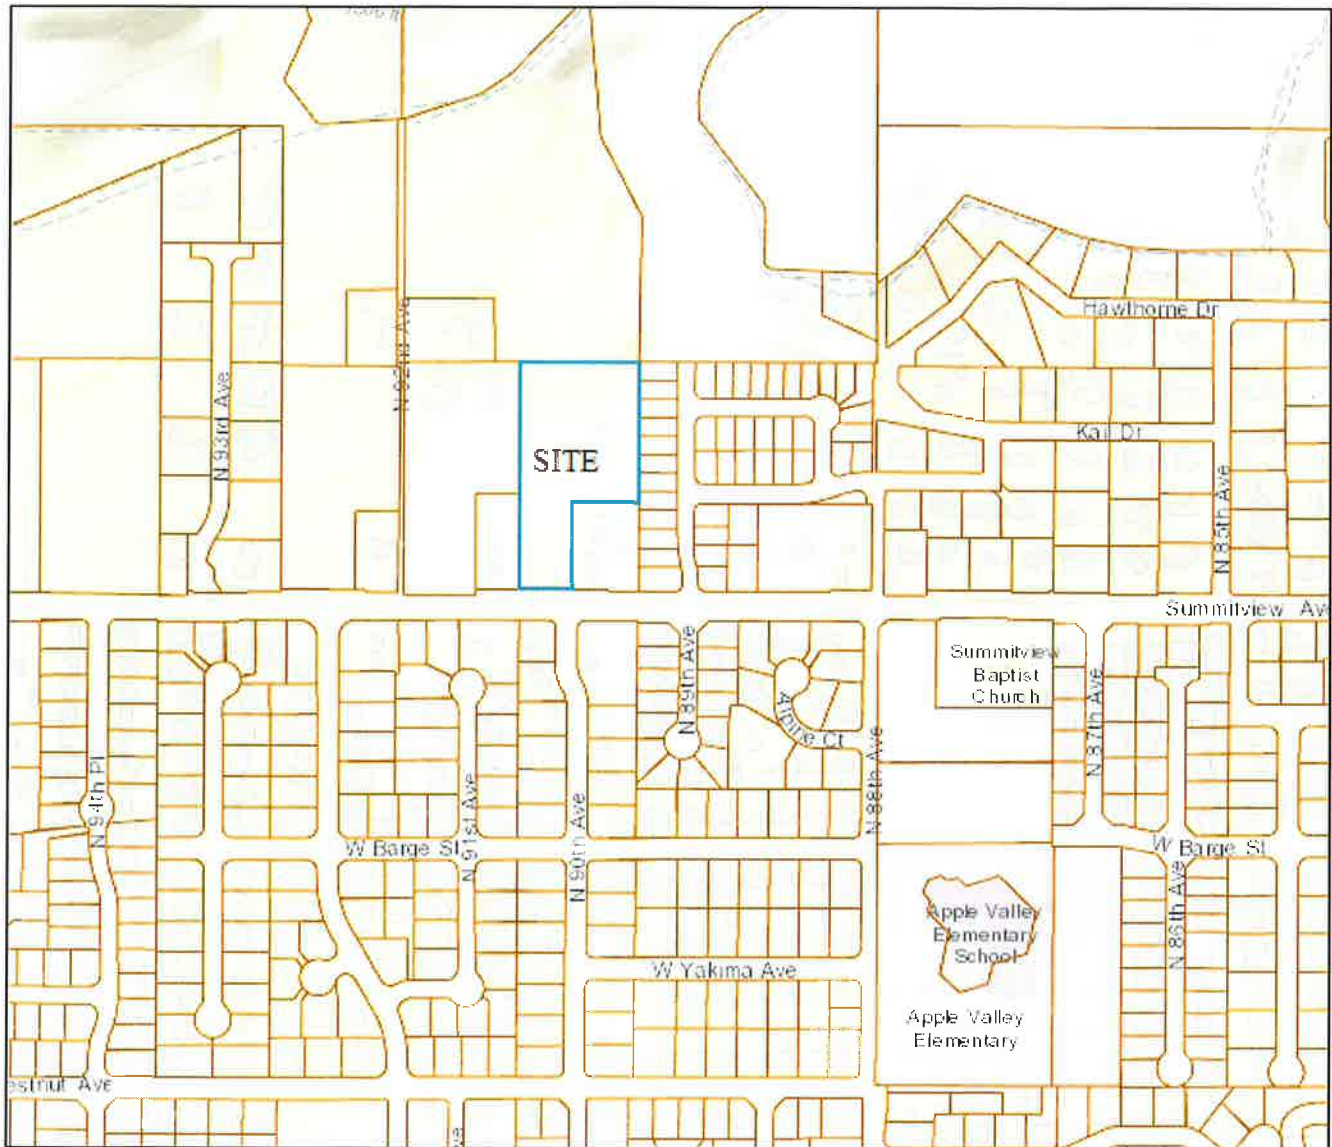 Hawthorne Dr
N 92nd Ave
N 93rd Ave
Kail Dr
SITE
N 85th Ave
Summitview Ave
Summitview
Baptist
Church
N 89th Ave
Alpine Ct
N 87th Ave
N 88th Ave
N 94th Pl
N 91st Ave
N 90th Ave
W Barge St
W Barge St
Apple Valley
Elementary
School
N 86th Ave
W Yakima Ave
Apple Valley
Elementary
estnut Ave